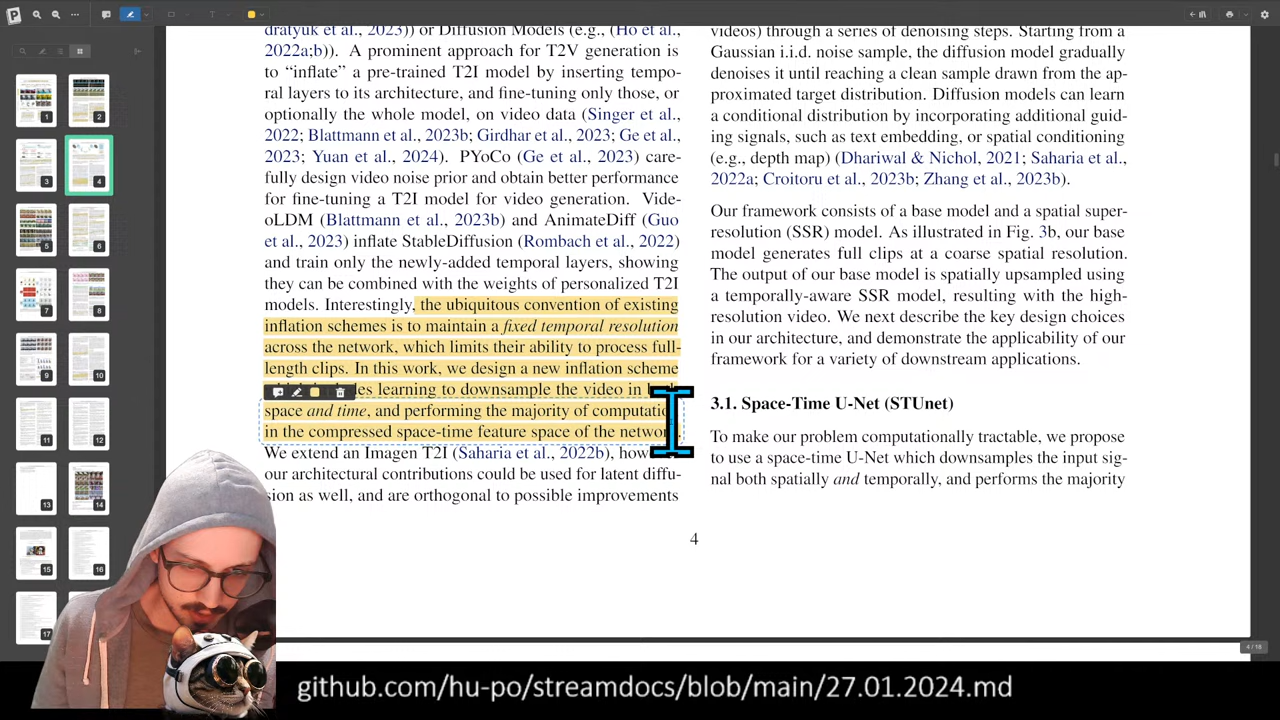 dratyuk et al., 2023)) or Diffusion Models (e.g., (Ho et al.,
2022a;b)). A prominent approach for T2V generation is
to “inflate” a pre-trained T2I model by inserting tempo-
ral layers to its architecture, and fine-tuning only those, or
optionally the whole model, on video data (Singer et al.,
2022; Blattmann et al., 2023b; Girdhar et al., 2023; Ge et al.,
2023; Yuan et al., 2024). PYoCo (Ge et al., 2023) care-
fully design video noise prior and obtain better performance
for fine-tuning a T2I model for video generation. Vide-
oLDM (Blattmann et al., 2023b) and AnimateDiff (Guo
et al., 2023) inflate StableDiffusion (Rombach et al., 2022)
and train only the newly-added temporal layers, showing
they can be combined with the weights of personalized T2I
models. Interestingly, the ubiquitous convention of existing
inflation schemes is to maintain a fixed temporal resolution
across the network, which limits the ability to process full-
length clips. In this work, we design a new inflation scheme
learning to downsample the video in
space and time, and performing the majority of
in the compressed space-time feature space of the
We extend an Imagen T2I (Saharia et al., 2022b),
our architectural contributions could be used for latent diffu-
sion as well, and are orthogonal to possible improvements
videos) through a series of denoising steps. Starting from a
Gaussian i.i.d. noise sample, the diffusion model gradually
denoises it until reaching a clean sample drawn from the ap-
proximated target distribution. Diffusion models can learn
a conditional distribution by incorporating additional guid-
ing signals, such as text embedding, or spatial conditioning
(e.g., depth map) (Dhariwal & Nichol, 2021; Saharia et al.,
2022a; Croitoru et al., 2023b; Zhang et al., 2023b).
Our framework consists of a base model and a spatial super-
resolution (SSR) model. As illustrated in Fig. 3b, our base
model generates full clips at a coarse spatial resolution.
The output of our base model is spatially upsampled using
a temporally-aware SSR model, resulting with the high-
resolution video. We next describe the key design choices
in our architecture, and demonstrate the applicability of our
framework for a variety of downstream applications.
Space-Time U-Net (STUnet)
To make our problem computationally tractable, we propose
to use a space-time U-Net which downsamples the input sig-
nal both spatially and temporally, and performs the majority
4
1
2
3
4
5
6
7
8
9
10
11
12
13
14
15
16
17
4 / 18
github.com/hu-po/streamdocs/blob/main/27.01.2024.md